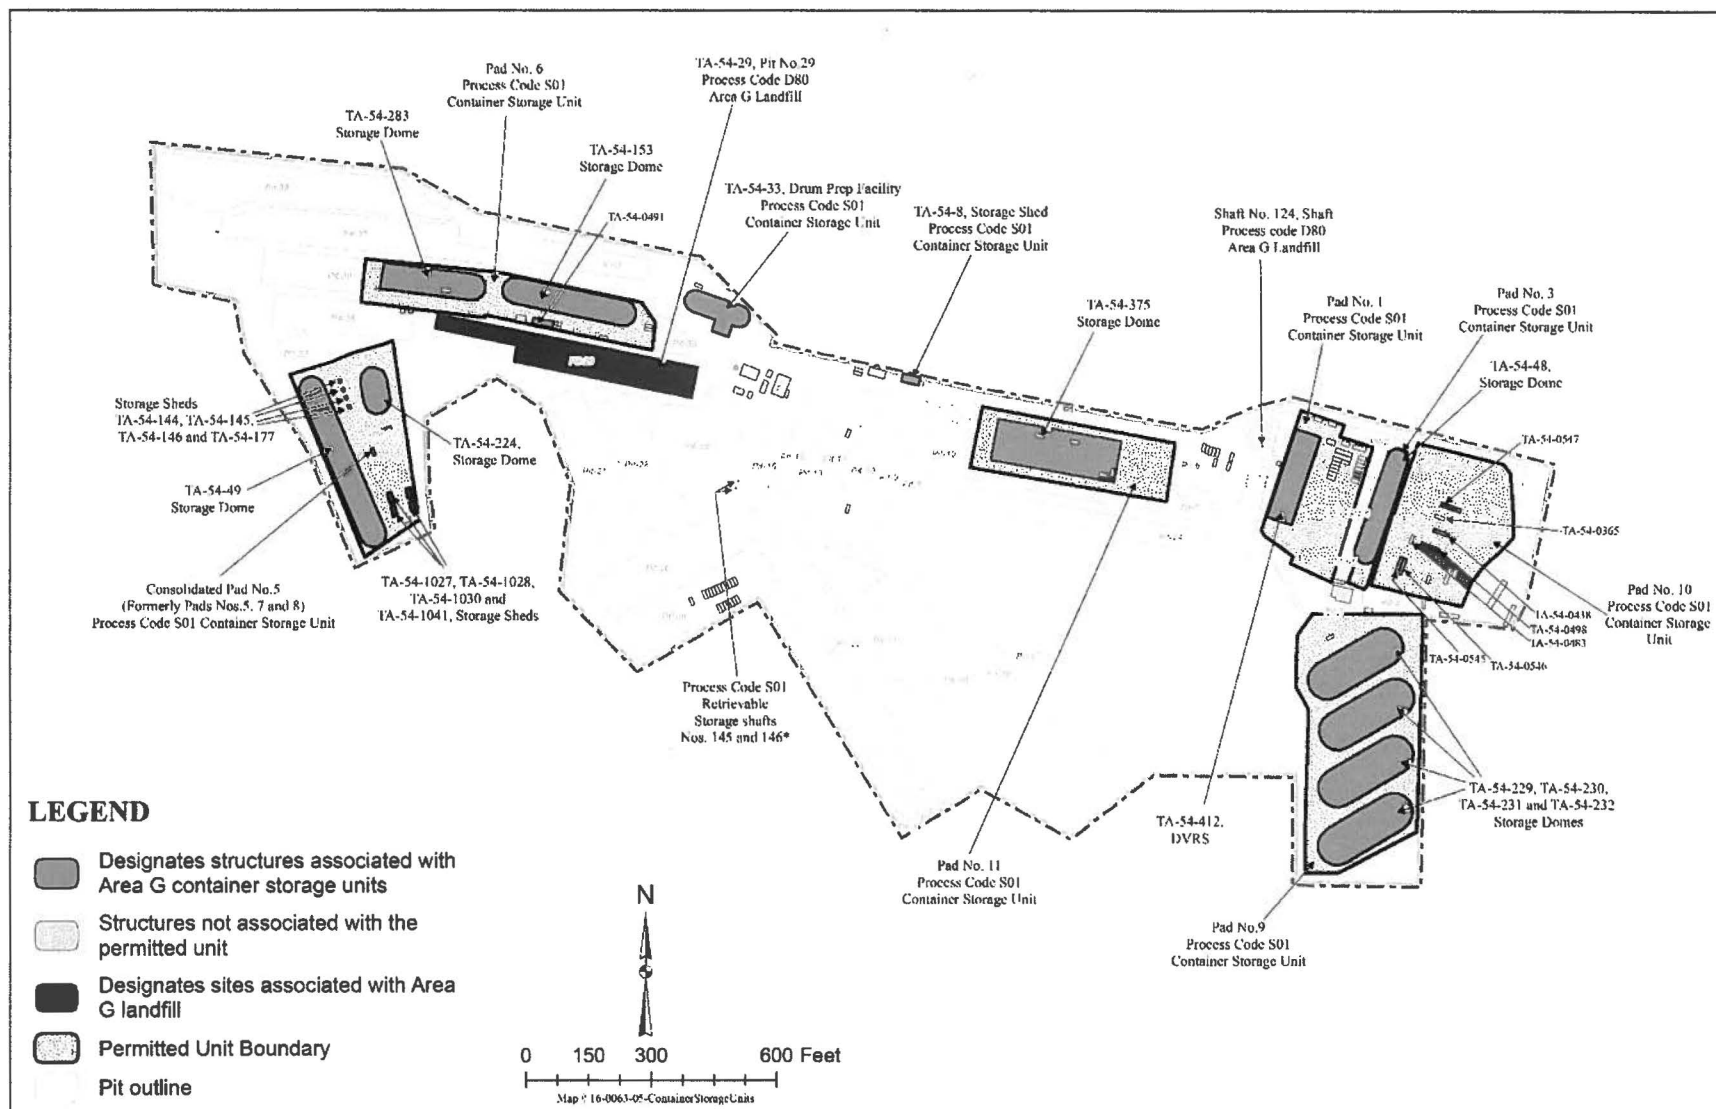 Pad No. 6
Process Code S01
Container Storage Unit
TA-54-29, Pit No.29
Process Code D80
Area G Landfill
TA-54-283
Storage Dome
TA-54-153
Storage Dome
TA-54-0491
TA-54-33, Drum Prep Facility
Process Code S01
Container Storage Unit
TA-54-8, Storage Shed
Process Code S01
Container Storage Unit
Shaft No. 124, Shaft
Process code D80
Area G Landfill
TA-54-375
Storage Dome
Pad No. 1
Process Code S01
Container Storage Unit
Pad No. 3
Process Code S01
Container Storage Unit
TA-54-48,
Storage Dome
TA-54-0547
TA-54-0365
Storage Sheds
TA-54-144, TA-54-145,
TA-54-146 and TA-54-177
TA-54-224,
Storage Dome
TA-54-49
Storage Dome
Consolidated Pad No.5
(Formerly Pads Nos.5, 7 and 8)
Process Code S01 Container Storage Unit
TA-54-1027, TA-54-1028,
TA-54-1030 and
TA-54-1041, Storage Sheds
Process Code S01
Retrievable
Storage shafts
Nos. 145 and 146*
Pad No. 10
Process Code S01
Container Storage
Unit
TA-54-0438
TA-54-0498
TA-54-0483
TA-54-0545
TA-54-0546
TA-54-229, TA-54-230,
TA-54-231 and TA-54-232
Storage Domes
TA-54-412,
DVRS
Pad No. 11
Process Code S01
Container Storage Unit
Pad No.9
Process Code S01
Container Storage Unit
LEGEND
Designates structures associated with
Area G container storage units
Structures not associated with the
permitted unit
Designates sites associated with Area
G landfill
Permitted Unit Boundary
Pit outline
N
0 150 300 600 Feet
Map # 16-0063-05-ContainerStorageUnits